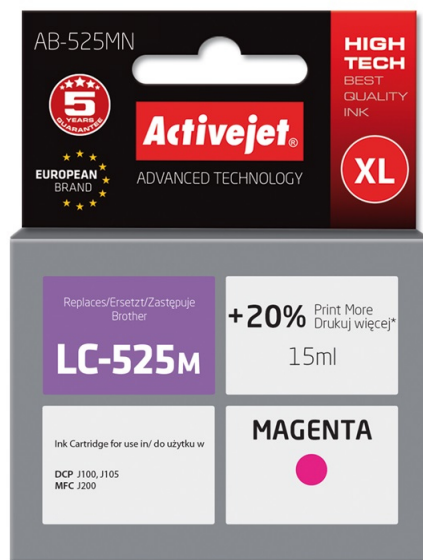 AB-525MN
HIGH
TECH
BEST
QUALITY
INK
5
YEARS
GUARANTEE
Activejet®
EUROPEAN
BRAND
ADVANCED TECHNOLOGY
XL
Replaces/Ersetzt/Zastępuje
Brother
LC-525M
+20% Print More
Drukuj więcej*
15ml
Ink Cartridge for use in/ do użytku w
DCP J100, J105
MFC J200
MAGENTA